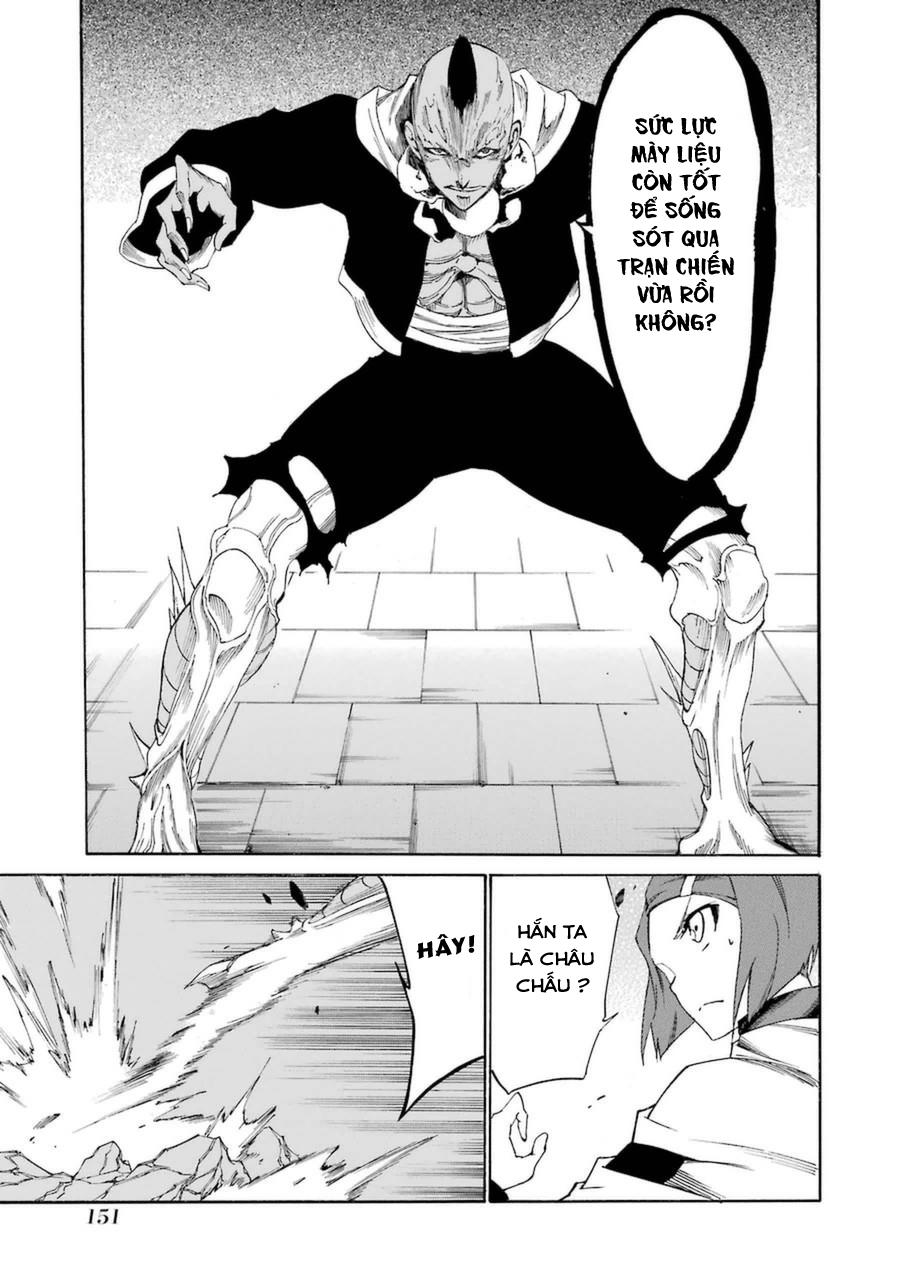 SỨC LỰC
MÀY LIỆU
CÒN TỐT
ĐỂ SỐNG
SÓT QUA
TRẠN CHIẾN
VỪA RỒI
KHÔNG?
HẮN TA
LÀ CHÂU
CHẤU ?
HÂY!
151